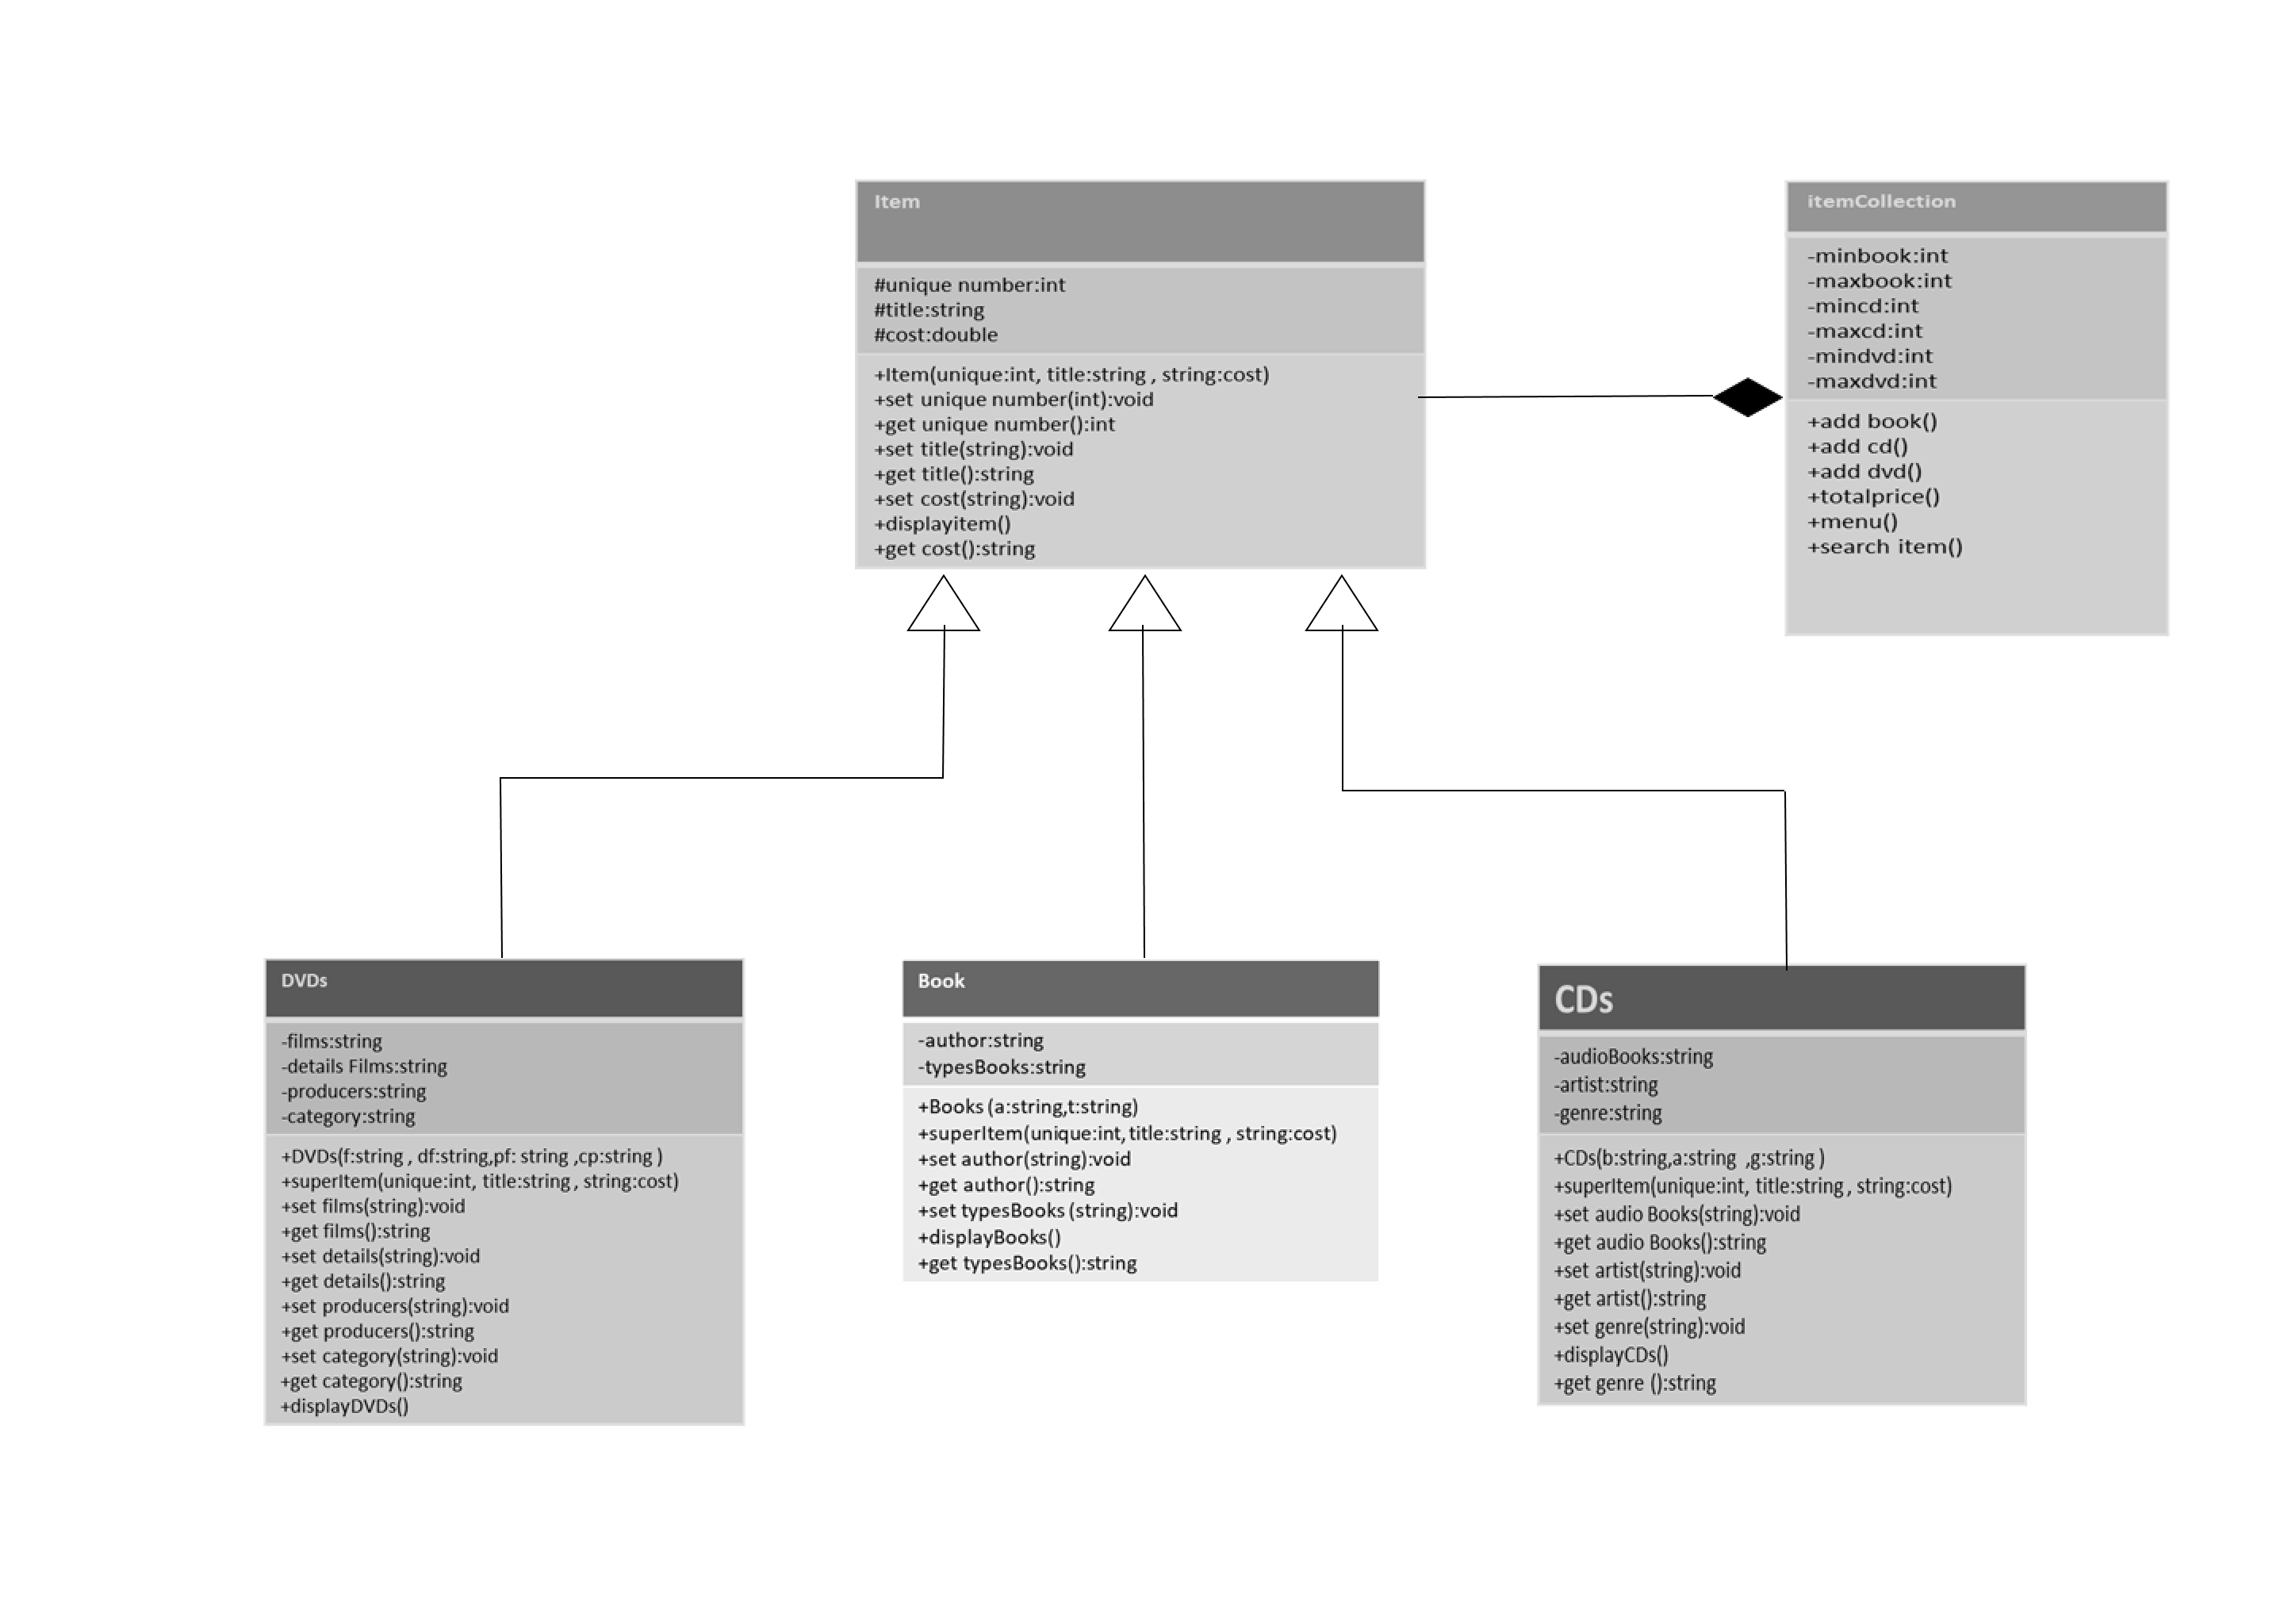 Item
#unique number:int
#title:string
#cost:double
+Item(unique:int, title:string , string:cost)
+set unique number(int):void
+get unique number():int
+set title(string):void
+get title():string
+set cost(string):void
+displayitem()
+get cost():string
itemCollection
-minbook:int
-maxbook:int
-mincd:int
-maxcd:int
-mindvd:int
-maxdvd:int
+add book()
+add cd()
+add dvd()
+totalprice()
+menu()
+search item()
DVDs
-films:string
-details Films:string
-producers:string
-category:string
+DVDs(f:string , df:string,pf: string ,cp:string )
+superItem(unique:int, title:string , string:cost)
+set films(string):void
+get films():string
+set details(string):void
+get details():string
+set producers(string):void
+get producers():string
+set category(string):void
+get category():string
+displayDVDs()
Book
-author:string
-typesBooks:string
+Books (a:string,t:string)
+superItem(unique:int, title:string , string:cost)
+set author(string):void
+get author():string
+set typesBooks (string):void
+displayBooks()
+get typesBooks():string
CDs
-audioBooks:string
-artist:string
-genre:string
+CDs(b:string,a:string ,g:string )
+superItem(unique:int, title:string , string:cost)
+set audio Books(string):void
+get audio Books():string
+set artist(string):void
+get artist():string
+set genre(string):void
+displayCDs()
+get genre ():string